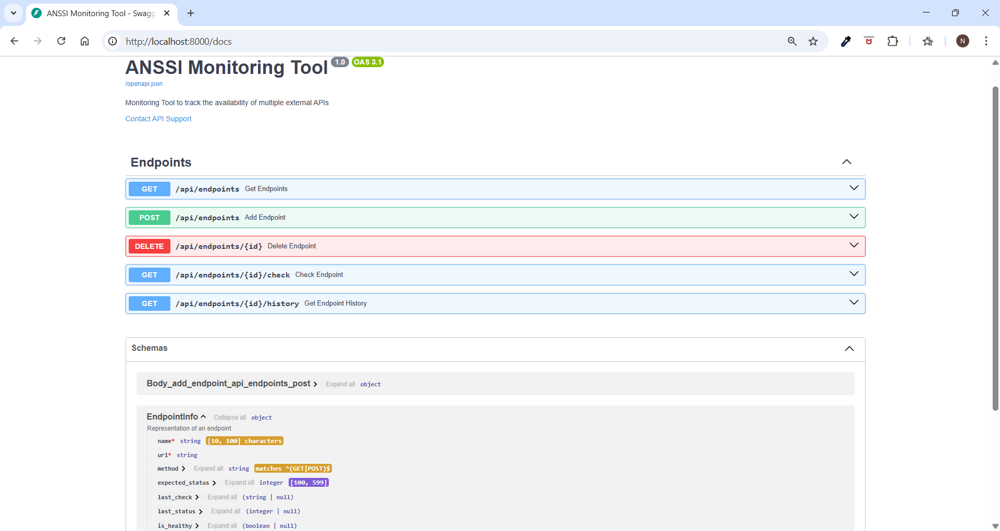 ANSSI Monitoring Tool - Swagg
http://localhost:8000/docs
N
ANSSI Monitoring Tool 1.0 OAS 3.1
/openapi.json
Monitoring Tool to track the availability of multiple external APIs
Contact API Support
Endpoints
GET /api/endpoints Get Endpoints
POST /api/endpoints Add Endpoint
DELETE /api/endpoints/{id} Delete Endpoint
GET /api/endpoints/{id}/check Check Endpoint
GET /api/endpoints/{id}/history Get Endpoint History
Schemas
Body_add_endpoint_api_endpoints_post Expand all object
EndpointInfo Collapse all object
Representation of an endpoint
name* string [10, 100] characters
url* string
method Expand all string matches ^(GET|POST)$
expected_status Expand all integer [100, 599]
last_check Expand all (string | null)
last_status Expand all (integer | null)
is_healthy Expand all (boolean | null)